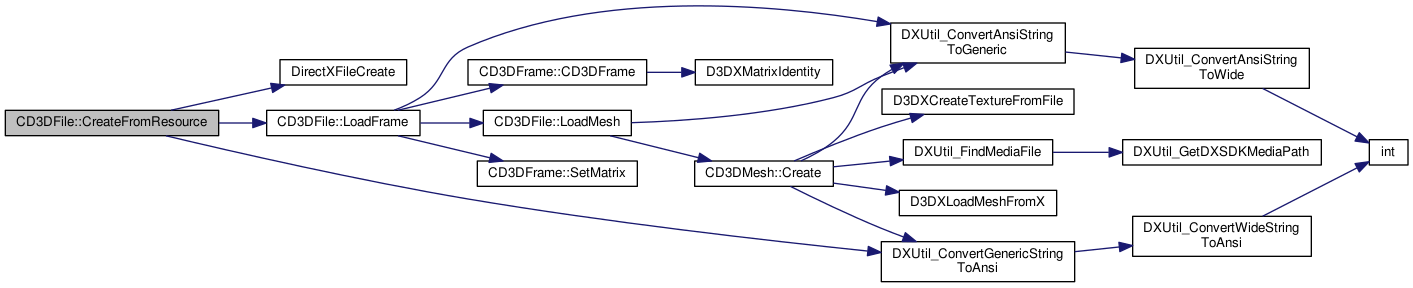 CD3DFile::CreateFromResource
DirectXFileCreate
CD3DFile::LoadFrame
CD3DFrame::CD3DFrame
CD3DFile::LoadMesh
CD3DFrame::SetMatrix
D3DXMatrixIdentity
CD3DMesh::Create
DXUtil_ConvertAnsiString
ToGeneric
D3DXCreateTextureFromFile
DXUtil_FindMediaFile
D3DXLoadMeshFromX
DXUtil_ConvertGenericString
ToAnsi
DXUtil_ConvertAnsiString
ToWide
DXUtil_GetDXSDKMediaPath
DXUtil_ConvertWideString
ToAnsi
int